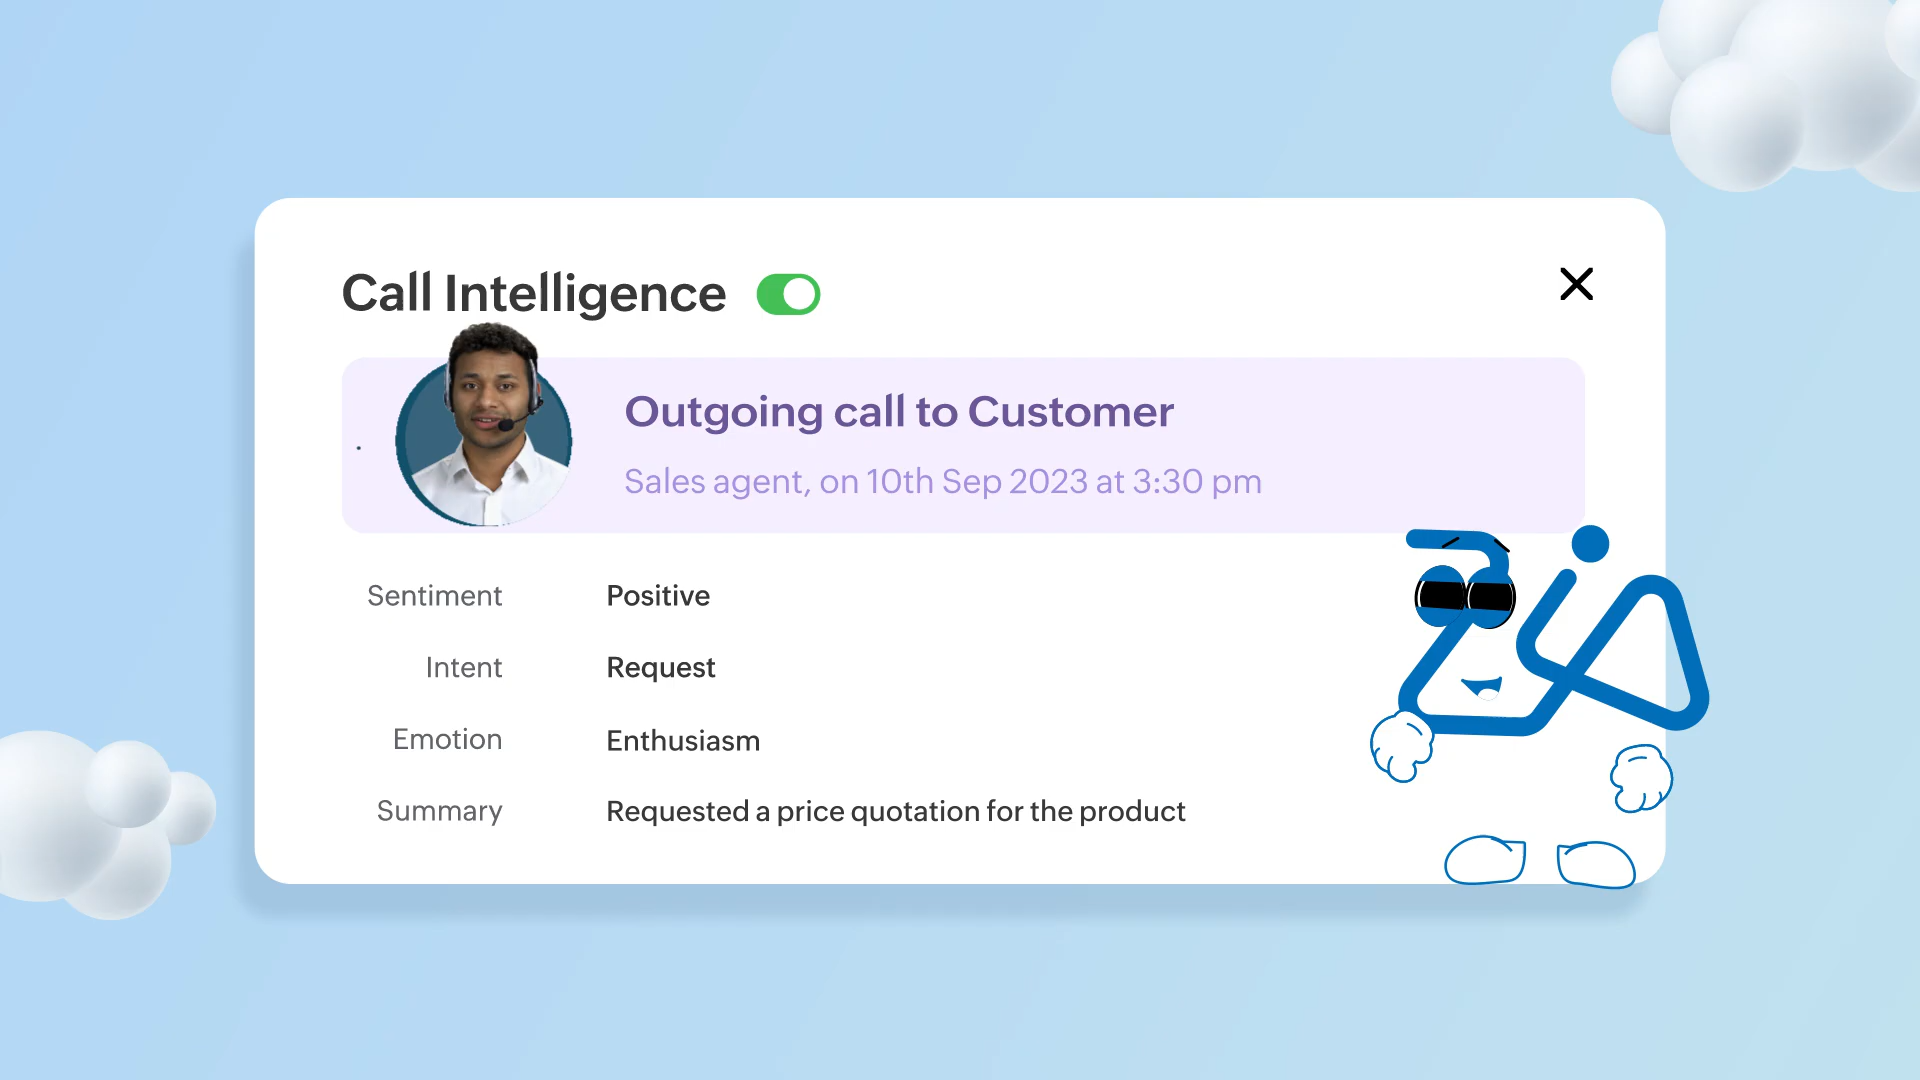 Call Intelligence
Outgoing call to Customer
Sales agent, on 10th Sep 2023 at 3:30 pm
Sentiment Positive
Intent Request
Emotion Enthusiasm
Summary Requested a price quotation for the product
ZiA